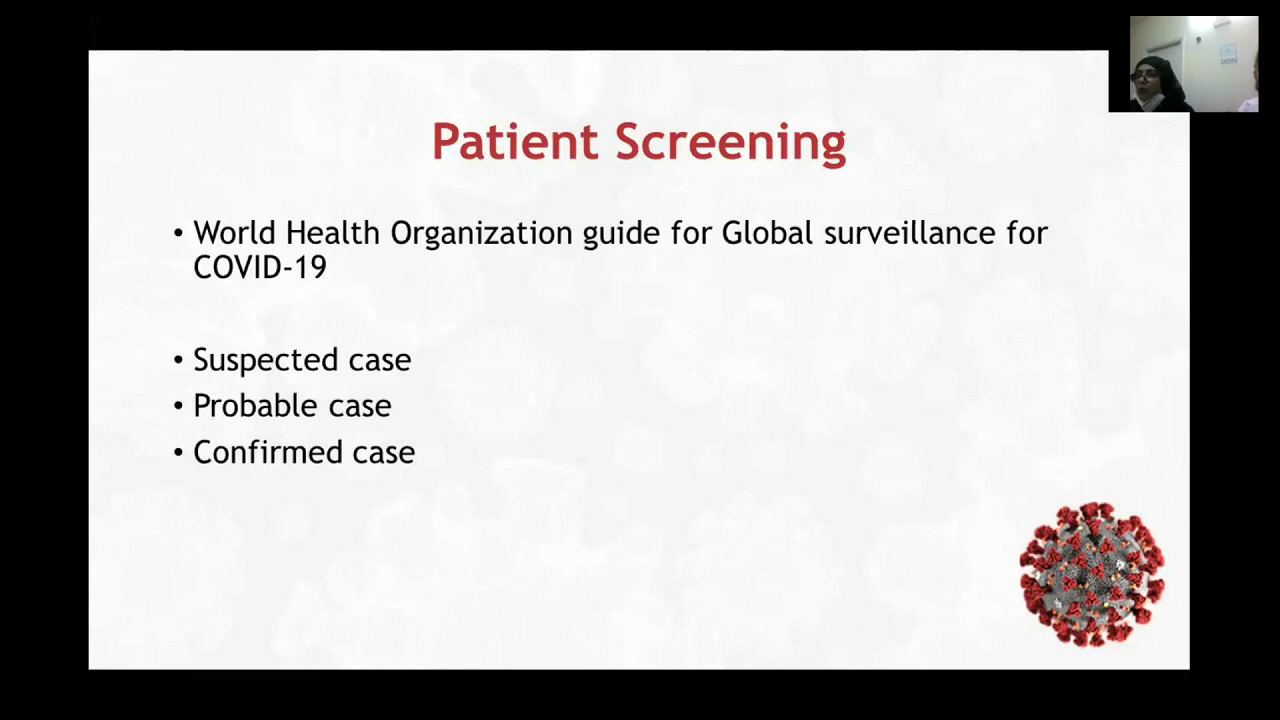 Patient Screening
• World Health Organization guide for Global surveillance for
COVID-19
• Suspected case
• Probable case
• Confirmed case